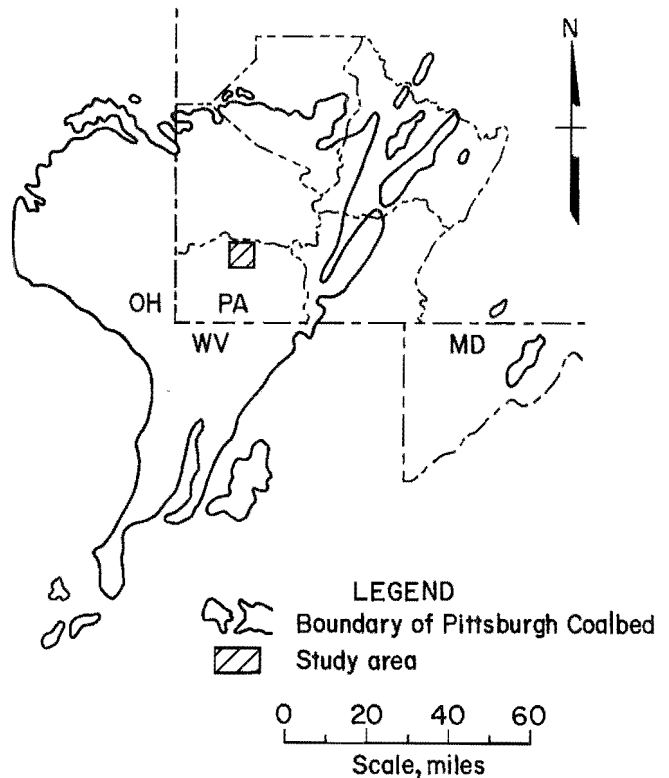 N
OH PA
WV MD
LEGEND
Boundary of Pittsburgh Coalbed
Study area
0 20 40 60
Scale, miles